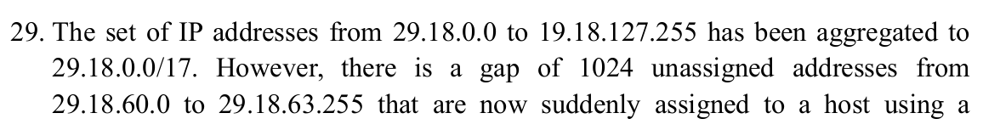 29. The set of IP addresses from 29.18.0.0 to 19.18.127.255 has been aggregated to
29.18.0.0/17. However, there is a gap of 1024 unassigned addresses from
29.18.60.0 to 29.18.63.255 that are now suddenly assigned to a host using a